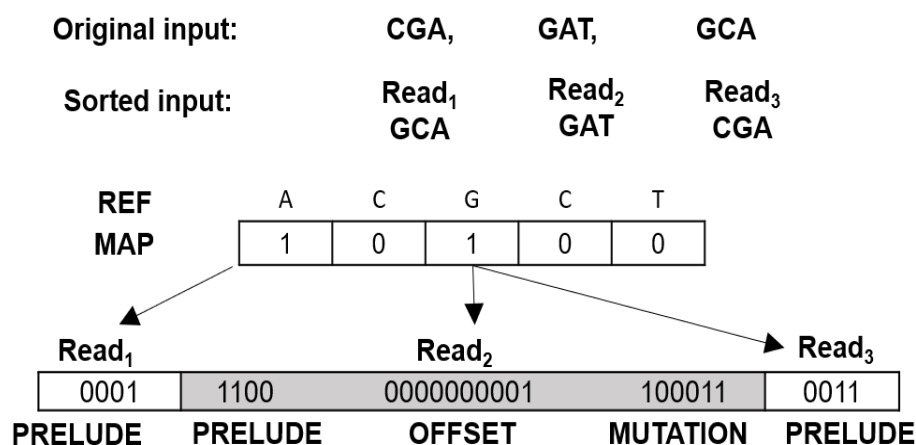 Original input: CGA, GAT, GCA
Sorted input: Read₁ Read₂ Read₃
GCA GAT CGA
REF A C G C T
MAP 1 0 1 0 0
Read₁ Read₂ Read₃
0001 1100 0000000001 100011 0011
PRELUDE PRELUDE OFFSET MUTATION PRELUDE